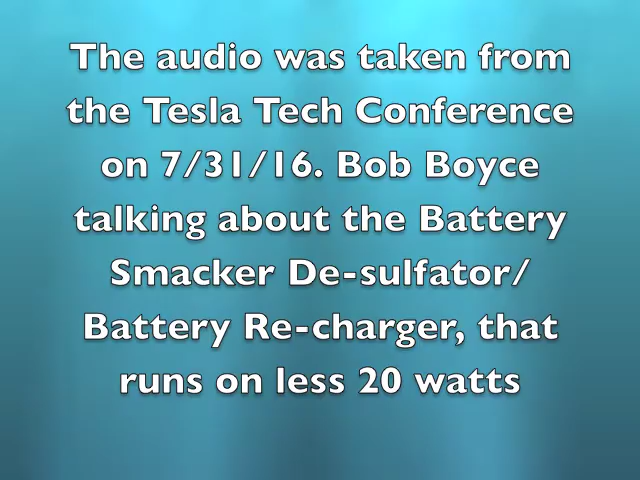 The audio was taken from
the Tesla Tech Conference
on 7/31/16. Bob Boyce
talking about the Battery
Smacker De-sulfator/
Battery Re-charger, that
runs on less 20 watts